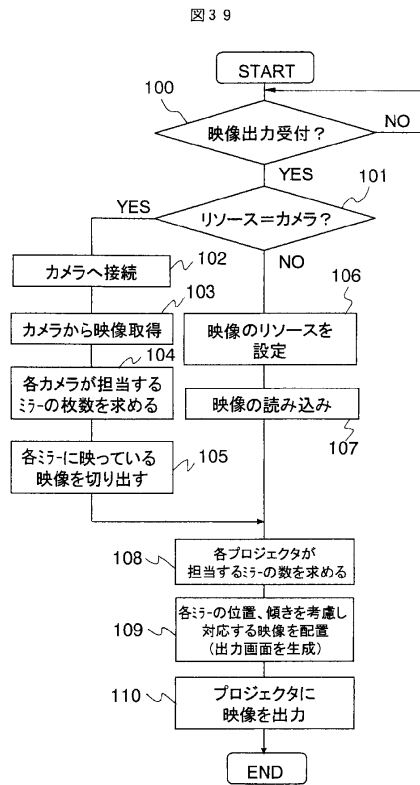 図39
START
100
映像出力受付？
NO
YES
101
YES
リソース＝カメラ？
カメラへ接続
102
NO
103
106
カメラから映像取得
映像のリソースを
設定
104
各カメラが担当する
ミラーの枚数を求める
映像の読み込み
107
各ミラーに映っている
映像を切り出す
105
108
各プロジェクタが
担当するミラーの数を求める
109
各ミラーの位置、傾きを考慮し
対応する映像を配置
（出力画面を生成）
110
プロジェクタに
映像を出力
END